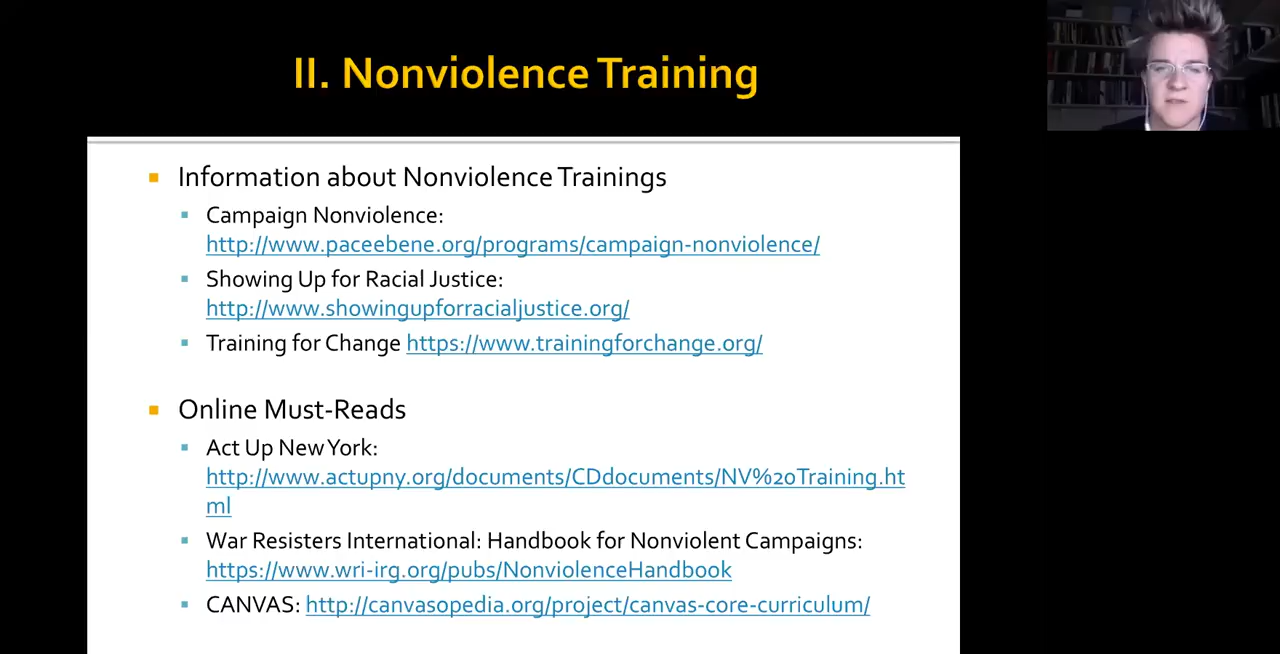 II. Nonviolence Training
Information about Nonviolence Trainings
Campaign Nonviolence:
http://www.paceebene.org/programs/campaign-nonviolence/
Showing Up for Racial Justice:
http://www.showingupforracialjustice.org/
Training for Change https://www.trainingforchange.org/
Online Must-Reads
Act Up New York:
http://www.actupny.org/documents/CDdocuments/NV%20Training.ht
ml
War Resisters International: Handbook for Nonviolent Campaigns:
https://www.wri-irg.org/pubs/NonviolenceHandbook
CANVAS: http://canvasopedia.org/project/canvas-core-curriculum/